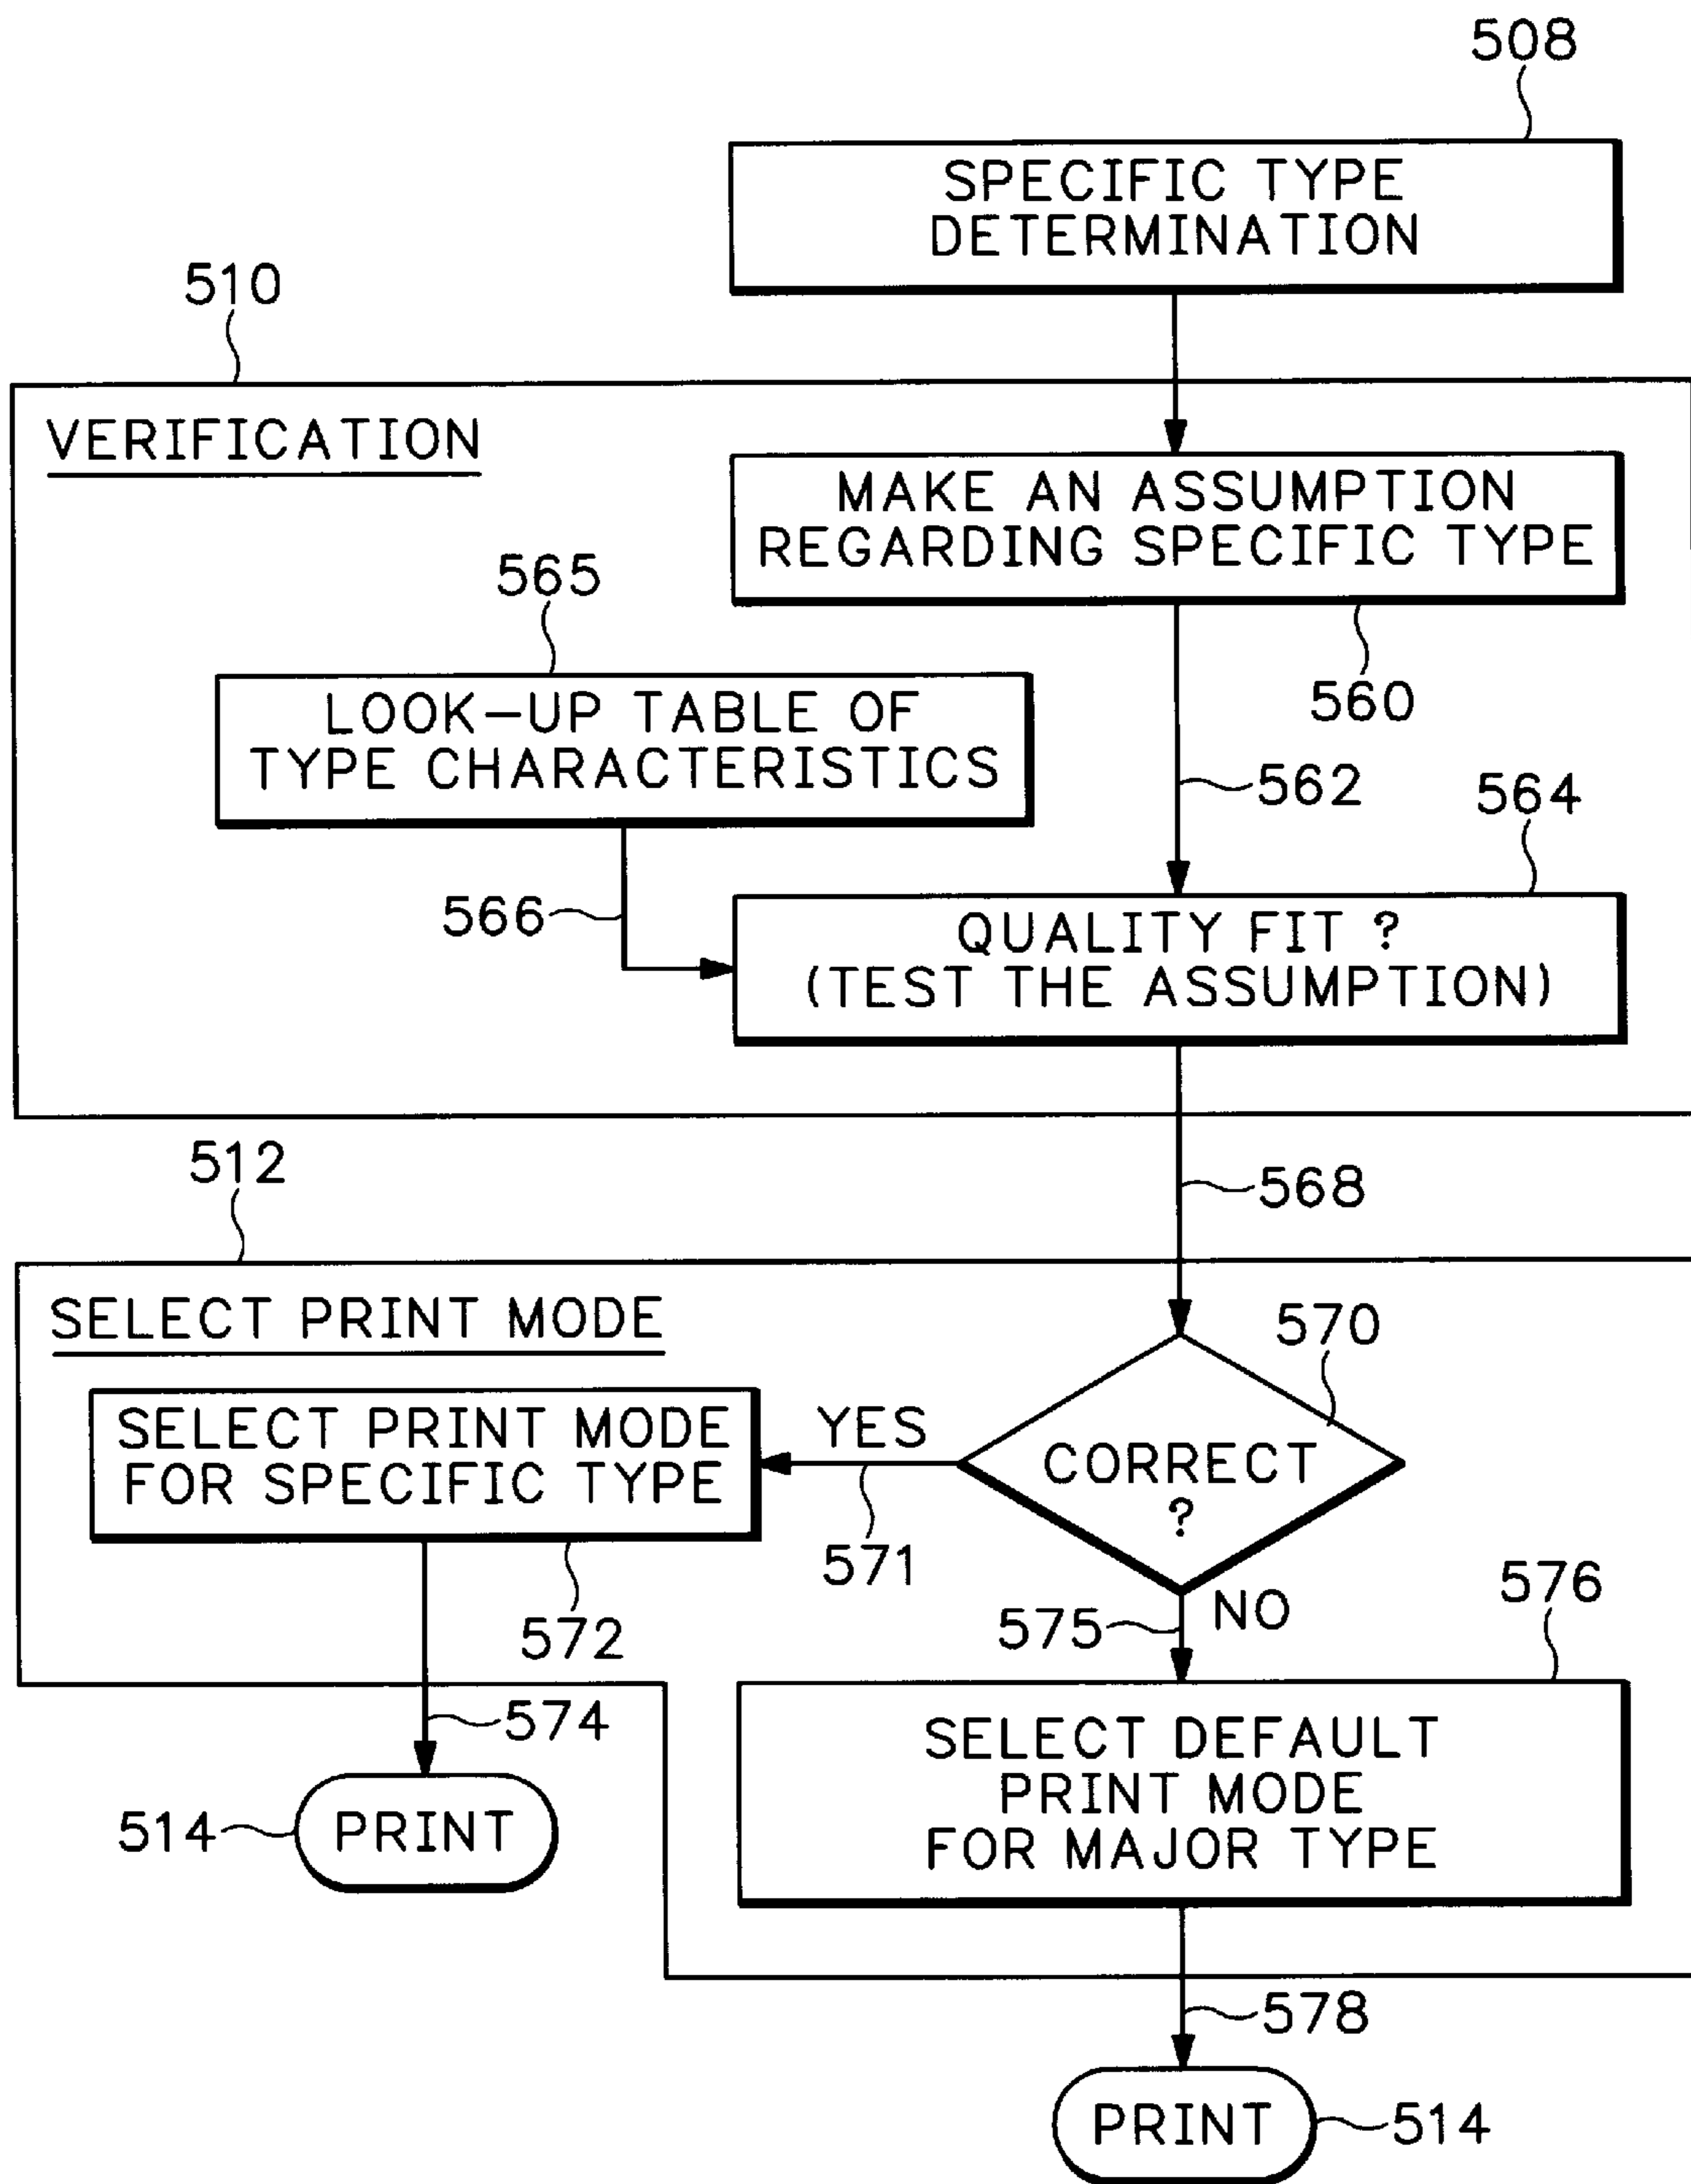 508
SPECIFIC TYPE
DETERMINATION
510
VERIFICATION
MAKE AN ASSUMPTION
REGARDING SPECIFIC TYPE
560
565
LOOK-UP TABLE OF
TYPE CHARACTERISTICS
562
564
566
QUALITY FIT ?
(TEST THE ASSUMPTION)
568
512
SELECT PRINT MODE
570
SELECT PRINT MODE
FOR SPECIFIC TYPE
YES
CORRECT
?
571
572
575
NO
576
574
SELECT DEFAULT
PRINT MODE
FOR MAJOR TYPE
514
PRINT
578
PRINT
514